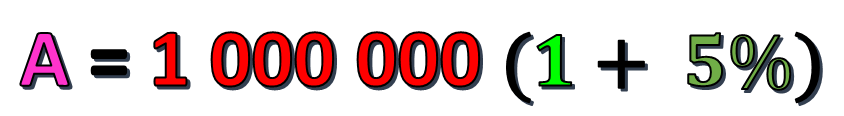 A = 1 000 000 (1 + 5%)